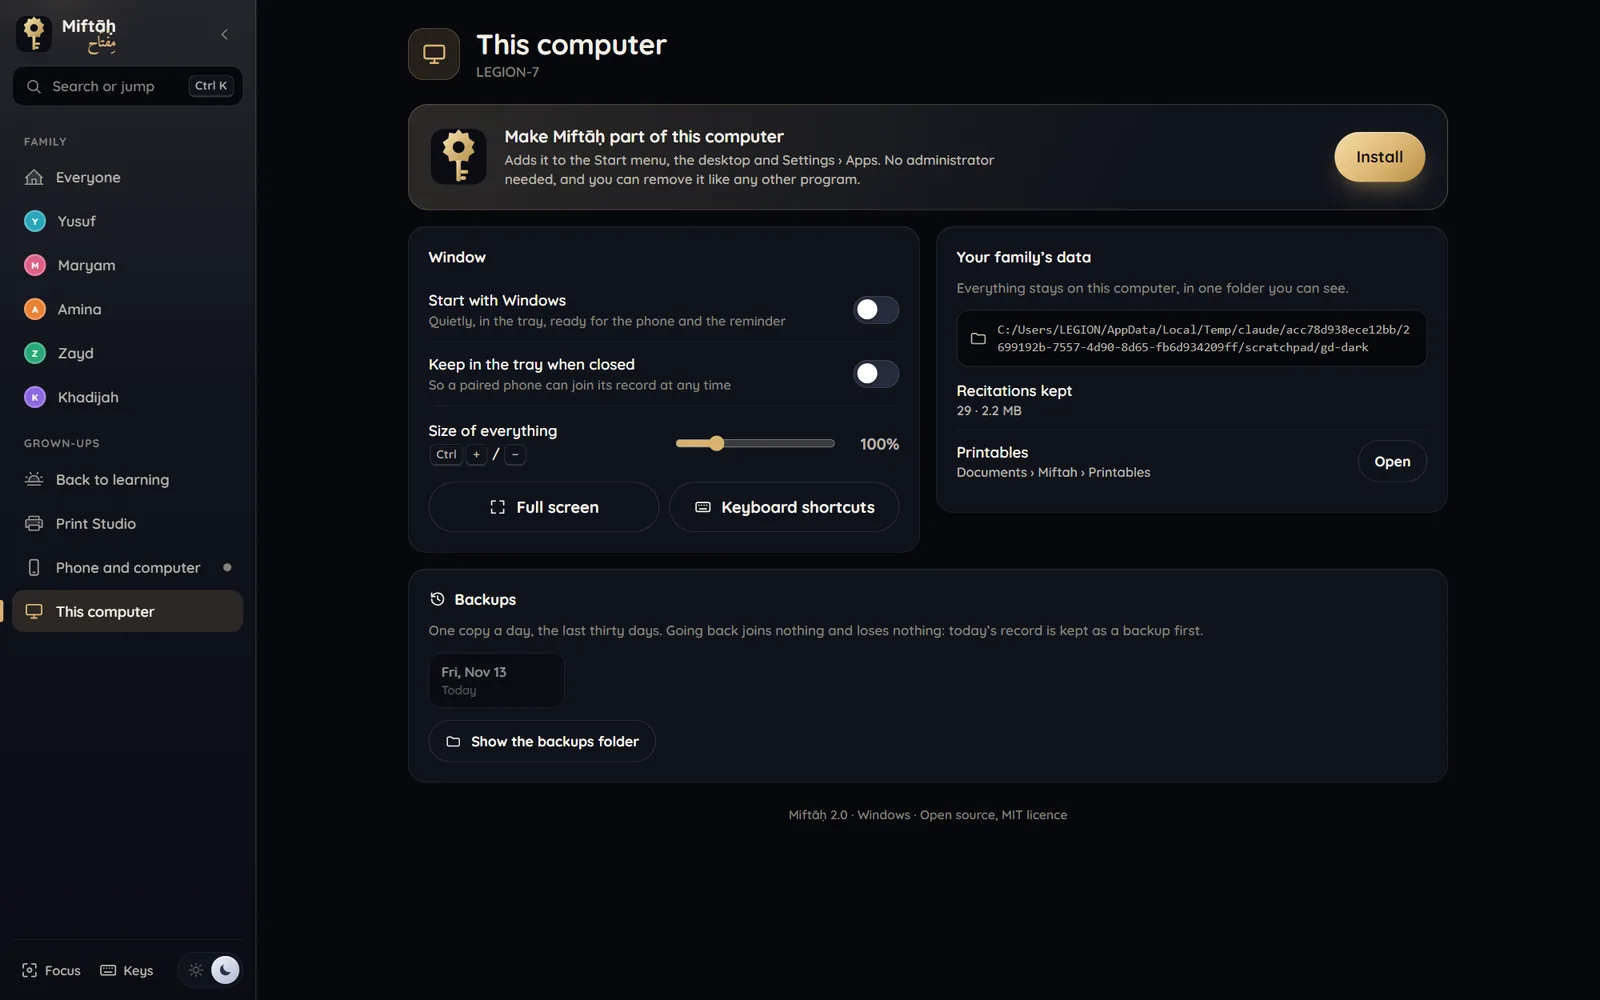 Miftāḥ
مِفتاح
Search or jump
Ctrl K
FAMILY
Everyone
Y
Yusuf
M
Maryam
A
Amina
Z
Zayd
K
Khadijah
GROWN-UPS
Back to learning
Print Studio
Phone and computer
This computer
Focus
Keys
This computer
LEGION-7
Make Miftāḥ part of this computer
Adds it to the Start menu, the desktop and Settings › Apps. No administrator
needed, and you can remove it like any other program.
Install
Window
Start with Windows
Quietly, in the tray, ready for the phone and the reminder
Keep in the tray when closed
So a paired phone can join its record at any time
Size of everything
Ctrl + / −
100%
Full screen
Keyboard shortcuts
Your family’s data
Everything stays on this computer, in one folder you can see.
C:/Users/LEGION/AppData/Local/Temp/claude/acc78d938ece12bb/2
699192b-7557-4d90-8d65-fb6d934209ff/scratchpad/gd-dark
Recitations kept
29 · 2.2 MB
Printables
Documents › Miftah › Printables
Open
Backups
One copy a day, the last thirty days. Going back joins nothing and loses nothing: today’s record is kept as a backup first.
Fri, Nov 13
Today
Show the backups folder
Miftāḥ 2.0 · Windows · Open source, MIT licence